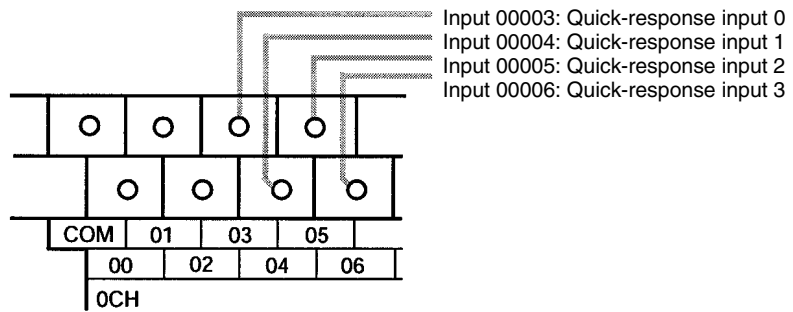 Input 00003: Quick-response input 0
Input 00004: Quick-response input 1
Input 00005: Quick-response input 2
Input 00006: Quick-response input 3
COM 01 03 05
00 02 04 06
0CH